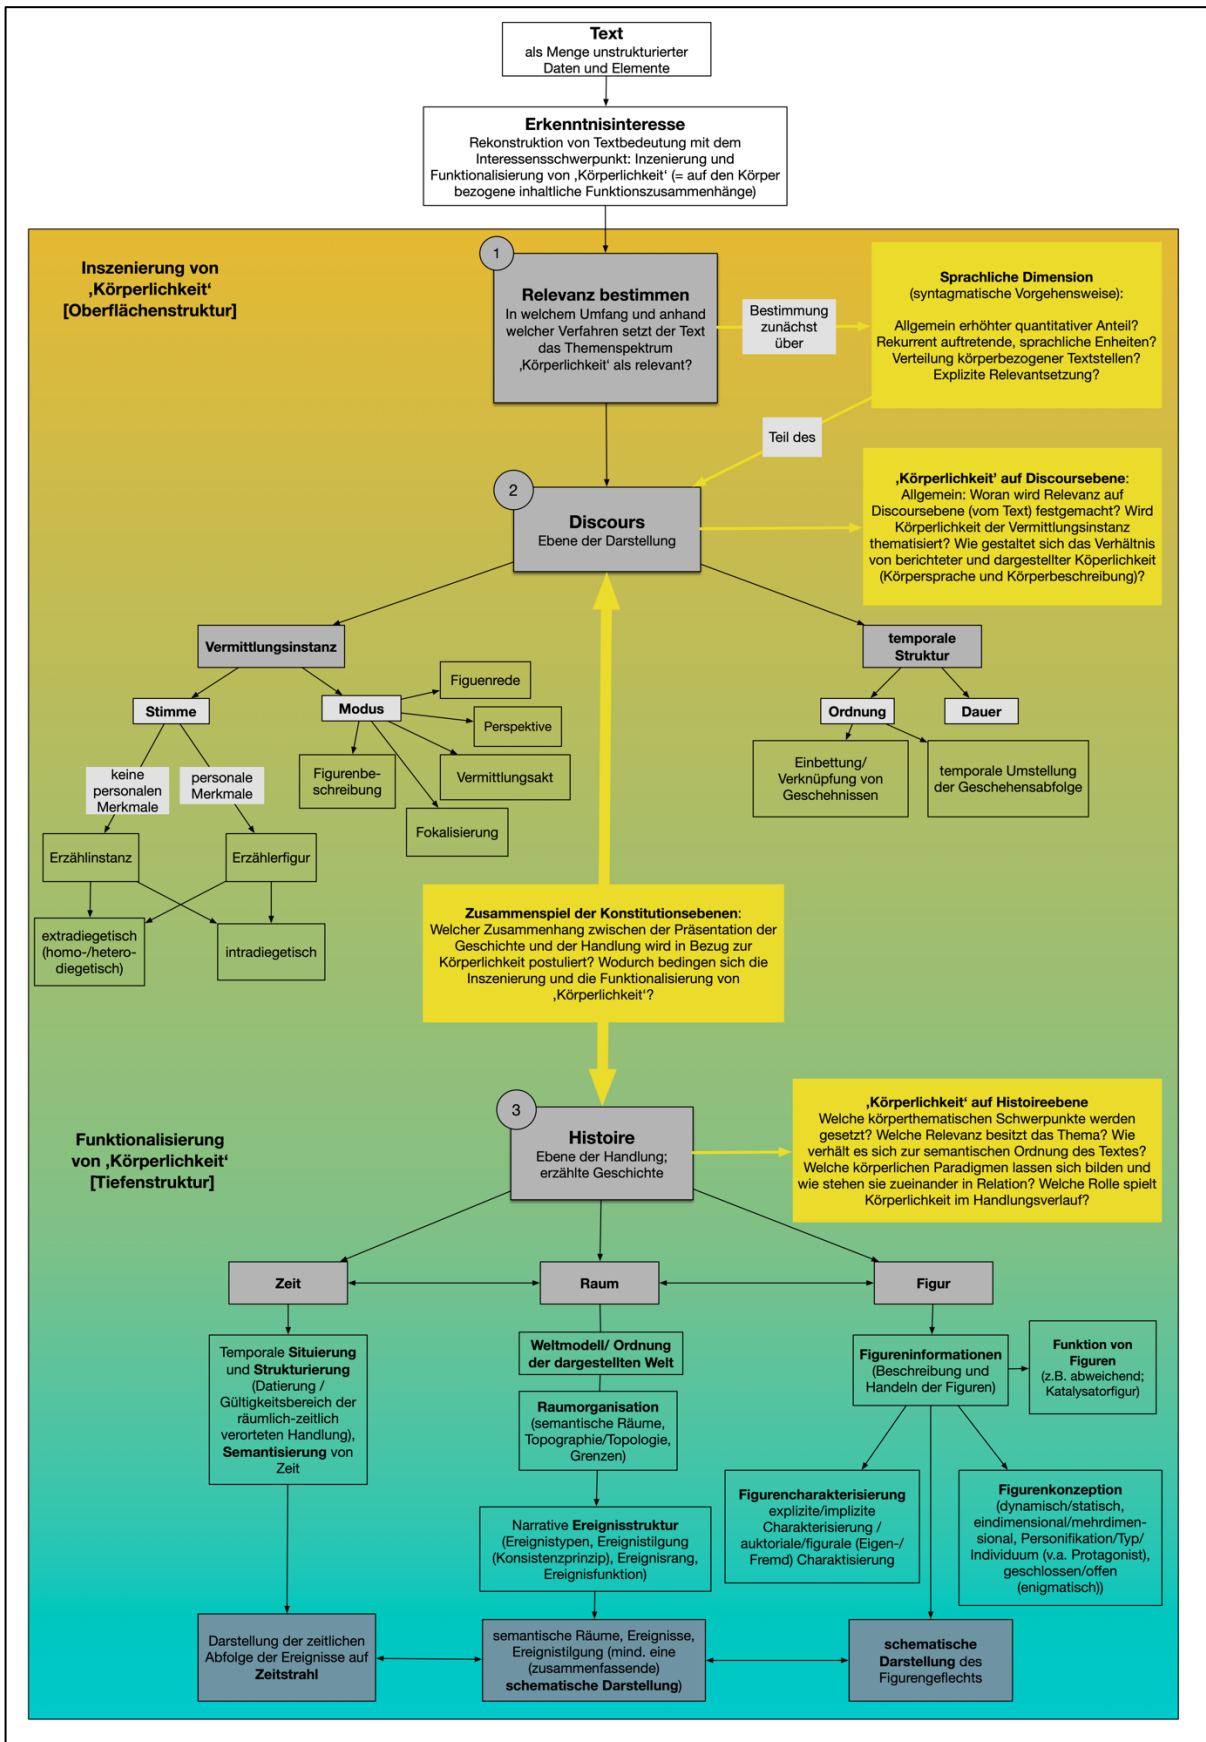 Text
als Menge unstrukturierter
Daten und Elemente
Erkenntnisinteresse
Rekonstruktion von Textbedeutung mit dem
Interessensschwerpunkt: Inzenierung und
Funktionalisierung von ‚Körperlichkeit‘ (= auf den Körper
bezogene inhaltliche Funktionszusammenhänge)
Inszenierung von
‚Körperlichkeit‘
[Oberflächenstruktur]
1
Relevanz bestimmen
In welchem Umfang und anhand
welcher Verfahren setzt der Text
das Themenspektrum
‚Körperlichkeit‘ als relevant?
Bestimmung
zunächst
über
Sprachliche Dimension
(syntagmatische Vorgehensweise):
Allgemein erhöhter quantitativer Anteil?
Rekurrent auftretende, sprachliche Enheiten?
Verteilung körperbezogener Textstellen?
Explizite Relevantsetzung?
Teil des
2
Discours
Ebene der Darstellung
‚Körperlichkeit’ auf Discoursebene:
Allgemein: Woran wird Relevanz auf
Discoursebene (vom Text) festgemacht? Wird
Körperlichkeit der Vermittlungsinstanz
thematisiert? Wie gestaltet sich das Verhältnis
von berichteter und dargestellter Köperlichkeit
(Körpersprache und Körperbeschreibung)?
Vermittlungsinstanz
temporale
Struktur
Stimme
Modus
Figuenrede
Perspektive
Vermittlungsakt
Figurenbe-
schreibung
Fokalisierung
Ordnung
Dauer
Einbettung/
Verknüpfung von
Geschehnissen
temporale Umstellung
der Geschehensabfolge
keine
personalen
Merkmale
personale
Merkmale
Erzählinstanz
Erzählerfigur
extradiegetisch
(homo-/hetero-
diegetisch)
intradiegetisch
Zusammenspiel der Konstitutionsebenen:
Welcher Zusammenhang zwischen der Präsentation der
Geschichte und der Handlung wird in Bezug zur
Körperlichkeit postuliert? Wodurch bedingen sich die
Inszenierung und die Funktionalisierung von
‚Körperlichkeit‘?
Funktionalisierung
von ‚Körperlichkeit‘
[Tiefenstruktur]
3
Histoire
Ebene der Handlung;
erzählte Geschichte
‚Körperlichkeit‘ auf Histoireebene
Welche körperthematischen Schwerpunkte werden
gesetzt? Welche Relevanz besitzt das Thema? Wie
verhält es sich zur semantischen Ordnung des Textes?
Welche körperlichen Paradigmen lassen sich bilden und
wie stehen sie zueinander in Relation? Welche Rolle spielt
Körperlichkeit im Handlungsverlauf?
Zeit
Raum
Figur
Temporale Situierung
und Strukturierung
(Datierung /
Gültigkeitsbereich der
räumlich-zeitlich
verorteten Handlung),
Semantisierung von
Zeit
Weltmodell/ Ordnung
der dargestellten Welt
Raumorganisation
(semantische Räume,
Topographie/Topologie,
Grenzen)
Narrative Ereignisstruktur
(Ereignistypen, Ereignistilgung
(Konsistenzprinzip), Ereignisrang,
Ereignisfunktion)
Figureninformationen
(Beschreibung und
Handeln der Figuren)
Funktion von
Figuren
(z.B. abweichend;
Katalysatorfigur)
Figurencharakterisierung
explizite/implizite
Charakterisierung /
auktoriale/figurale (Eigen-/
Fremd) Charaktisierung
Figurenkonzeption
(dynamisch/statisch,
eindimensional/mehrdimen-
sional, Personifikation/Typ/
Individuum (v.a. Protagonist),
geschlossen/offen
(enigmatisch))
Darstellung der zeitlichen
Abfolge der Ereignisse auf
Zeitstrahl
semantische Räume, Ereignisse,
Ereignistilgung (mind. eine
(zusammenfassende)
schematische Darstellung)
schematische
Darstellung des
Figurengeflechts